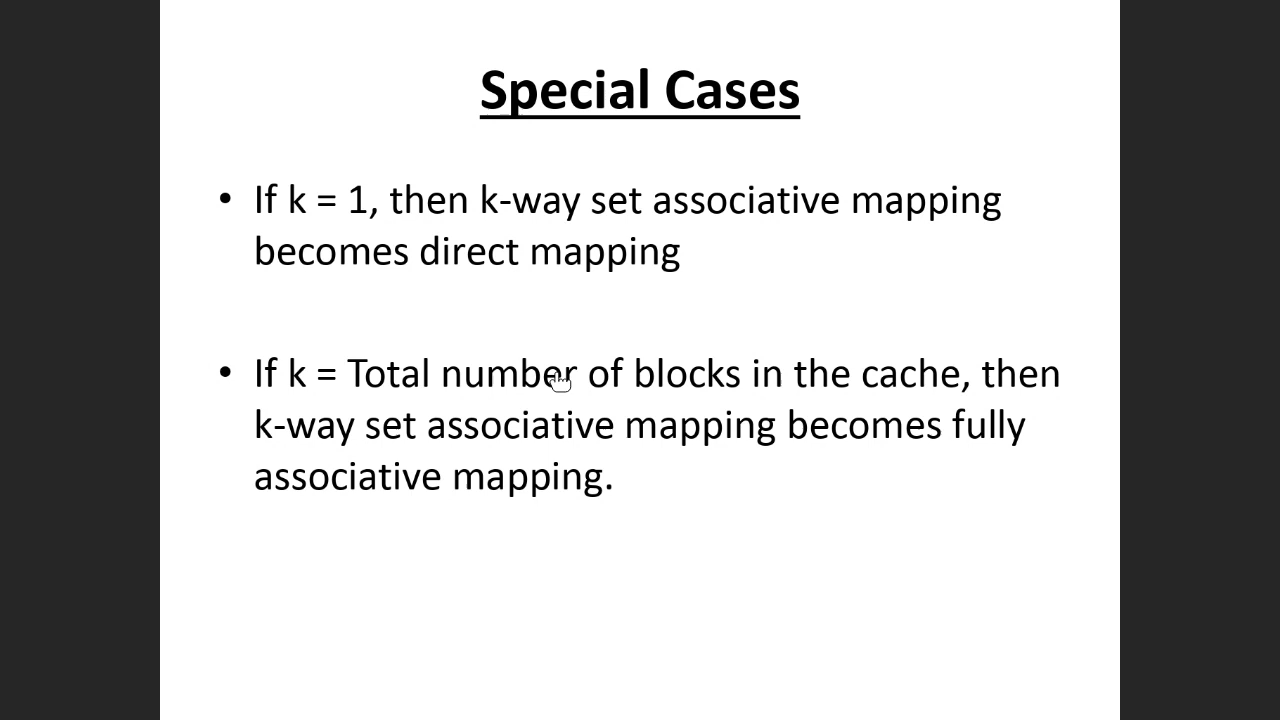 Special Cases
• If k = 1, then k-way set associative mapping
becomes direct mapping
• If k = Total number of blocks in the cache, then
k-way set associative mapping becomes fully
associative mapping.